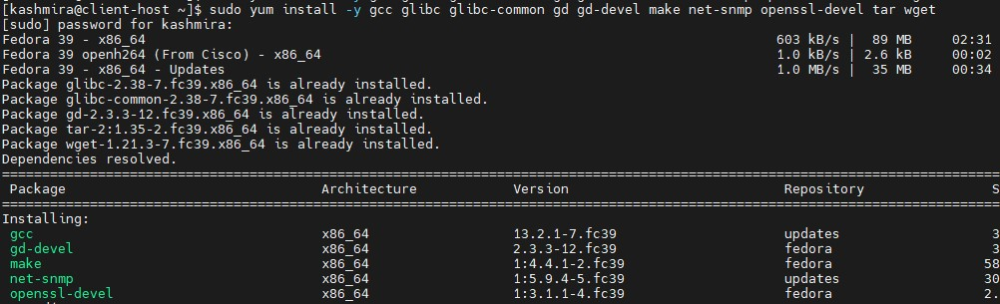 [kashmira@client-host ~]$ sudo yum install -y gcc glibc glibc-common gd gd-devel make net-snmp openssl-devel tar wget
[sudo] password for kashmira:
Fedora 39 - x86_64 603 kB/s | 89 MB 02:31
Fedora 39 openh264 (From Cisco) - x86_64 1.0 kB/s | 2.6 kB 00:02
Fedora 39 - x86_64 - Updates 1.0 MB/s | 35 MB 00:34
Package glibc-2.38-7.fc39.x86_64 is already installed.
Package glibc-common-2.38-7.fc39.x86_64 is already installed.
Package gd-2.3.3-12.fc39.x86_64 is already installed.
Package tar-2:1.35-2.fc39.x86_64 is already installed.
Package wget-1.21.3-7.fc39.x86_64 is already installed.
Dependencies resolved.
Package Architecture Version Repository S
Installing:
gcc x86_64 13.2.1-7.fc39 updates 3
gd-devel x86_64 2.3.3-12.fc39 fedora 3
make x86_64 1:4.4.1-2.fc39 fedora 58
net-snmp x86_64 1:5.9.4-5.fc39 updates 30
openssl-devel x86_64 1:3.1.1-4.fc39 fedora 2.